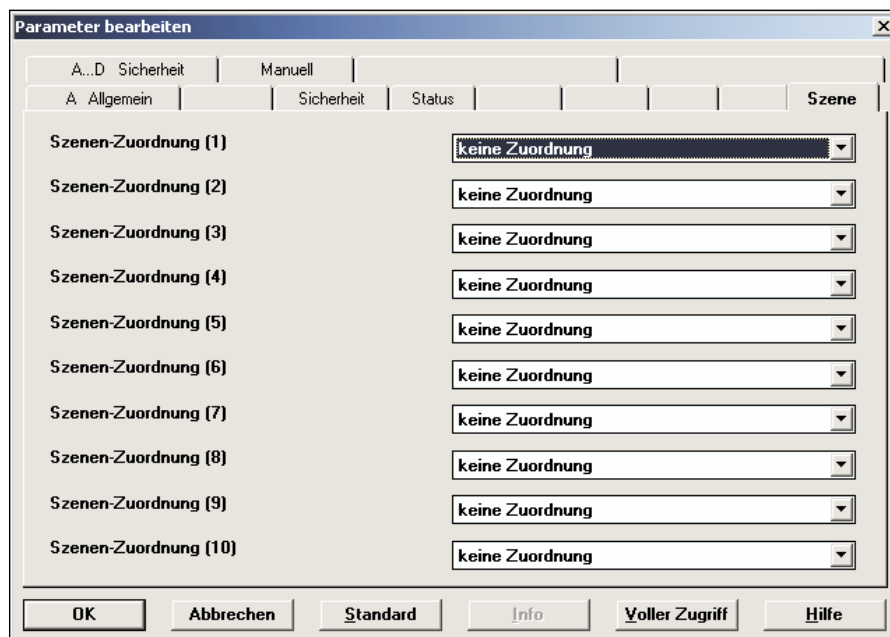 Parameter bearbeiten
A...D Sicherheit Manuell
A Allgemein Sicherheit Status Szene
Szenen-Zuordnung (1) keine Zuordnung
Szenen-Zuordnung (2) keine Zuordnung
Szenen-Zuordnung (3) keine Zuordnung
Szenen-Zuordnung (4) keine Zuordnung
Szenen-Zuordnung (5) keine Zuordnung
Szenen-Zuordnung (6) keine Zuordnung
Szenen-Zuordnung (7) keine Zuordnung
Szenen-Zuordnung (8) keine Zuordnung
Szenen-Zuordnung (9) keine Zuordnung
Szenen-Zuordnung (10) keine Zuordnung
OK Abbrechen Standard Info Voller Zugriff Hilfe